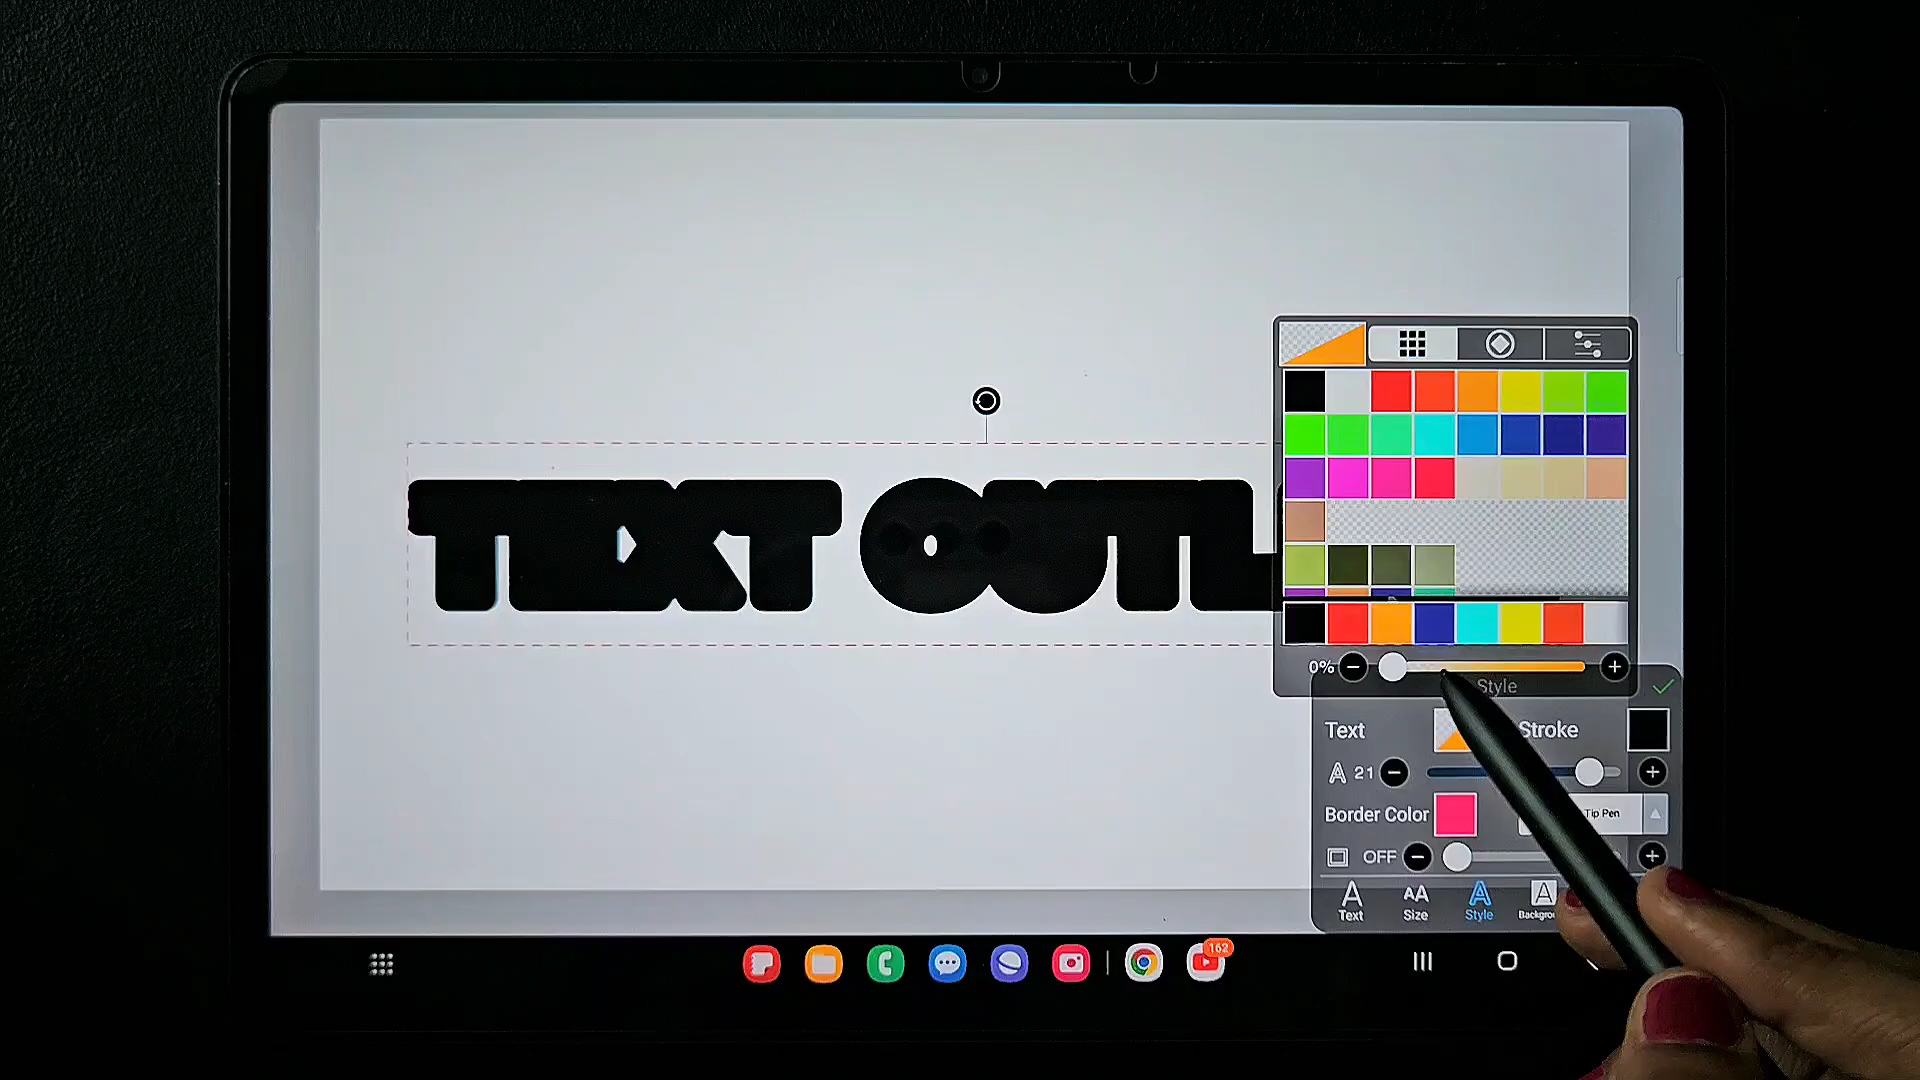 TEXT OUTL
0%
Style
Text
Stroke
21
Border Color
Tip Pen
OFF
Text
Size
Style
162